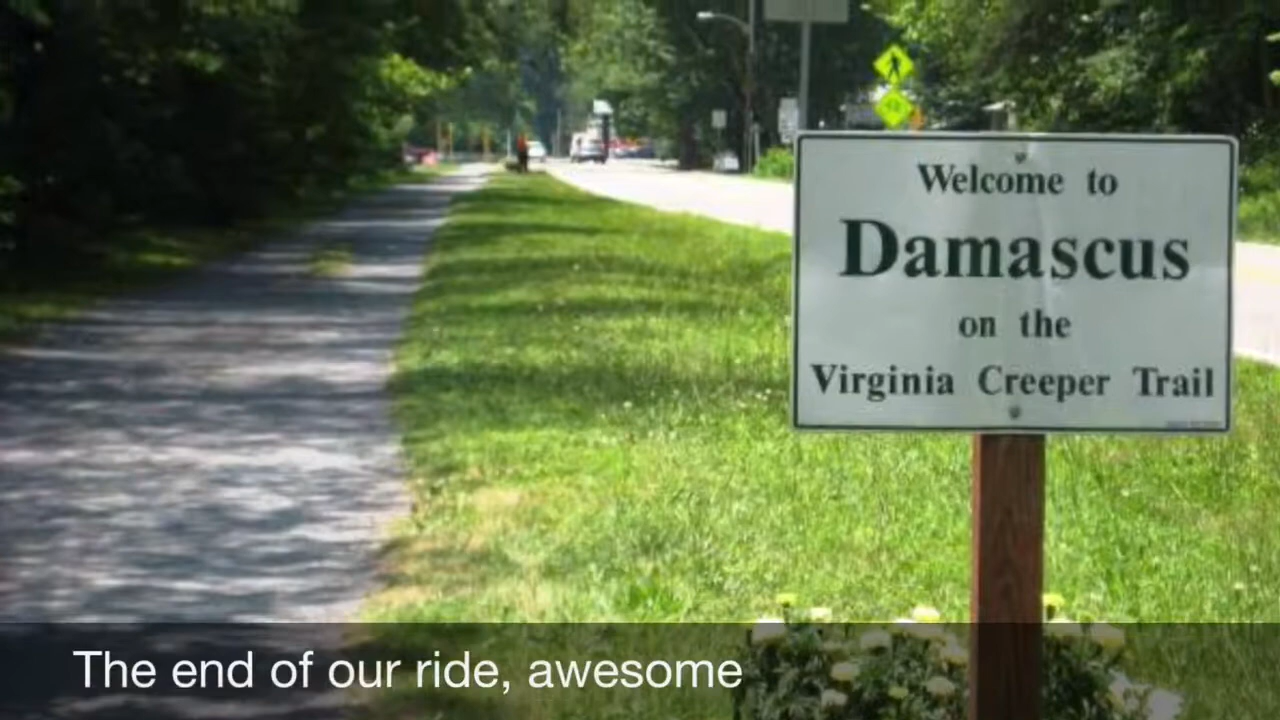 Welcome to
Damascus
on the
Virginia Creeper Trail
The end of our ride, awesome